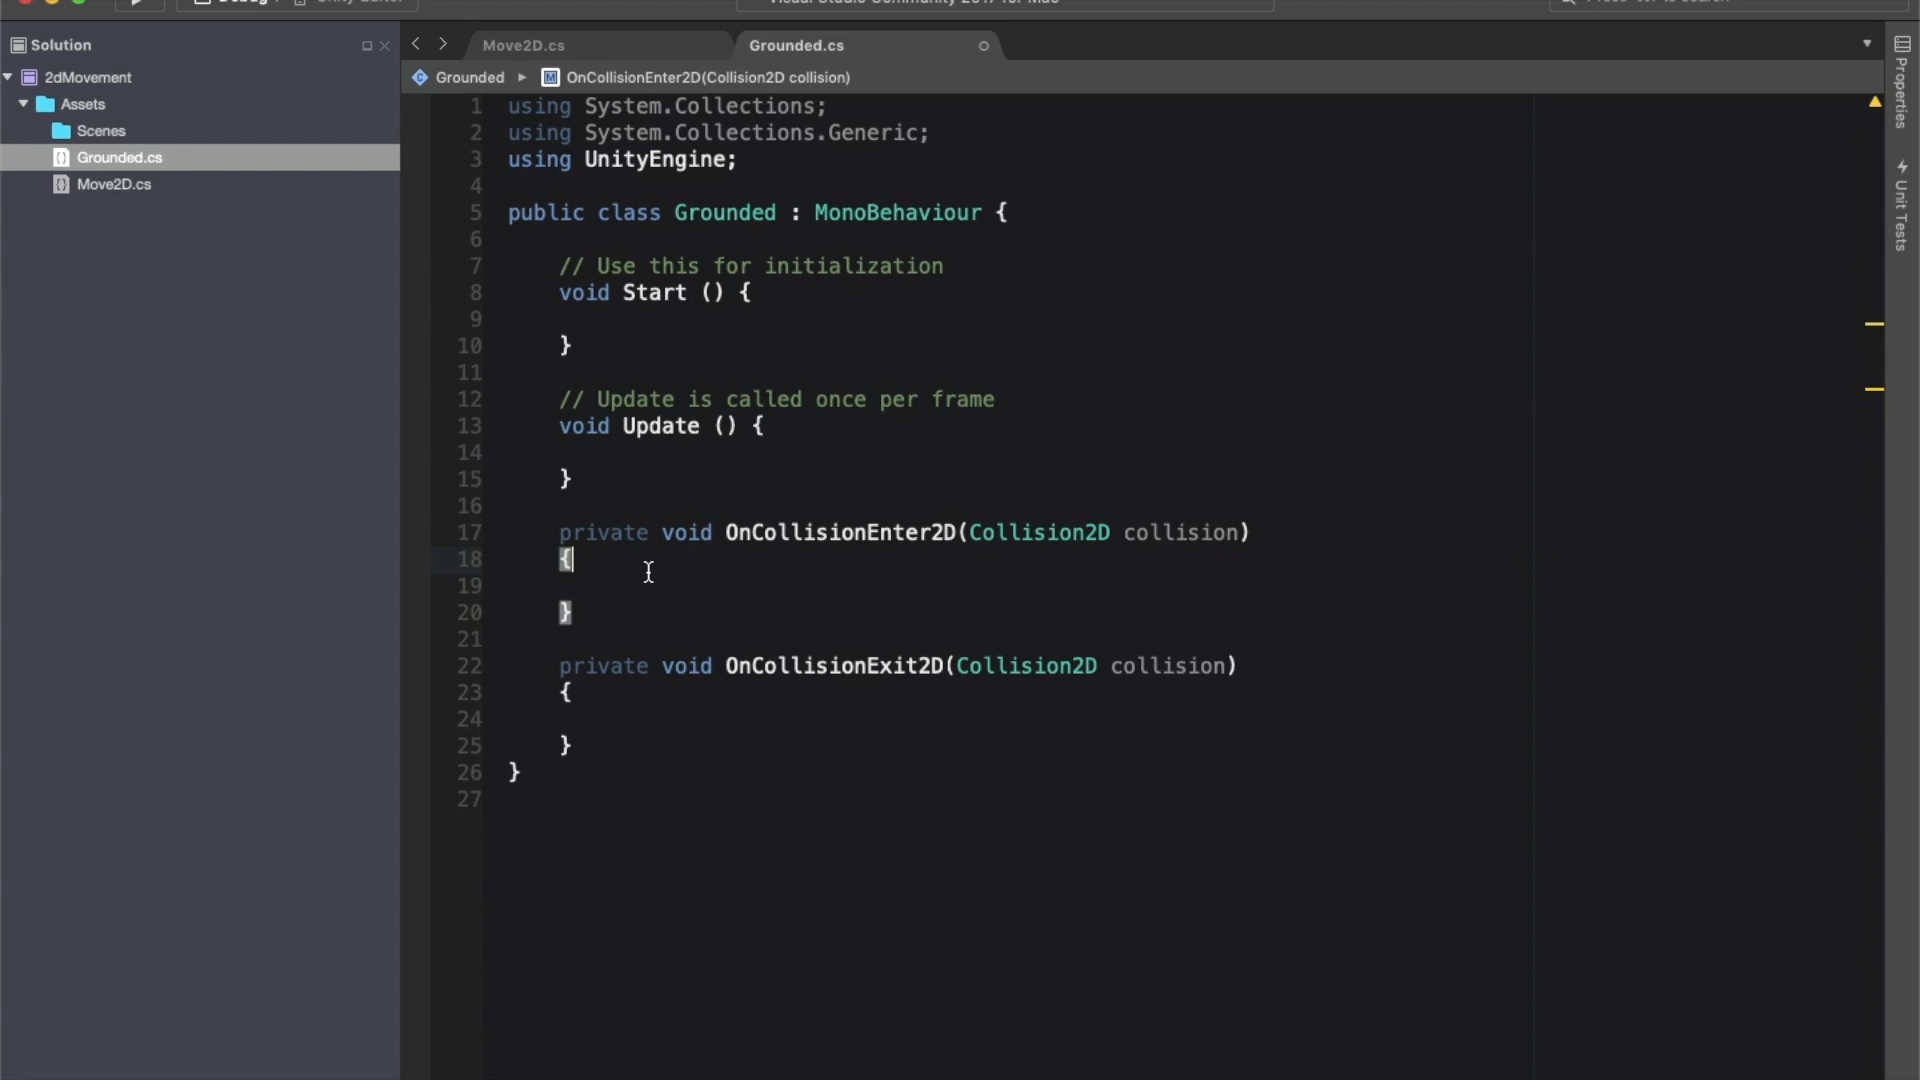 Solution
2dMovement
Assets
Scenes
Grounded.cs
Move2D.cs
Move2D.cs
Grounded.cs
Grounded
OnCollisionEnter2D(Collision2D collision)
1 using System.Collections;
2 using System.Collections.Generic;
3 using UnityEngine;
4
5 public class Grounded : MonoBehaviour {
6
7 // Use this for initialization
8 void Start () {
9
10 }
11
12 // Update is called once per frame
13 void Update () {
14
15 }
16
17 private void OnCollisionEnter2D(Collision2D collision)
18 {
19
20 }
21
22 private void OnCollisionExit2D(Collision2D collision)
23 {
24
25 }
26 }
27
Properties
Unit Tests